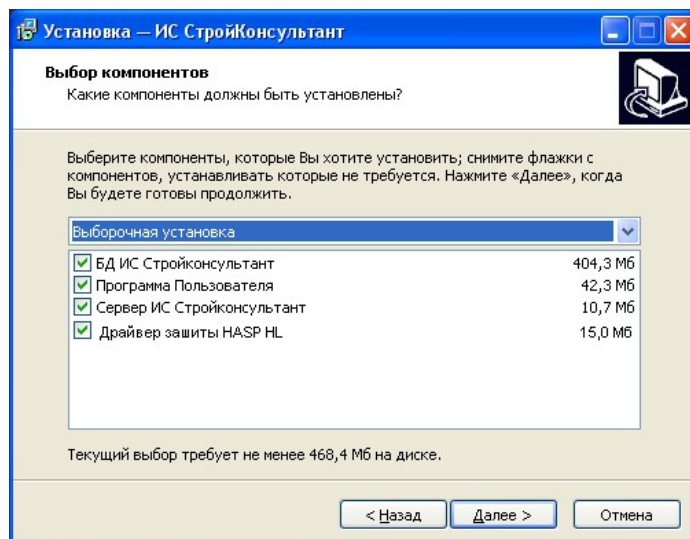 Установка — ИС СтройКонсультант
Выбор компонентов
Какие компоненты должны быть установлены?
Выберите компоненты, которые Вы хотите установить; снимите флажки с
компонентов, устанавливать которые не требуется. Нажмите «Далее», когда
Вы будете готовы продолжить.
Выборочная установка
БД ИС Стройконсультант 404,3 Мб
Программа Пользователя 42,3 Мб
Сервер ИС Стройконсультант 10,7 Мб
Драйвер зашиты HASP HL 15,0 Мб
Текущий выбор требует не менее 468,4 Мб на диске.
< Назад Далее > Отмена